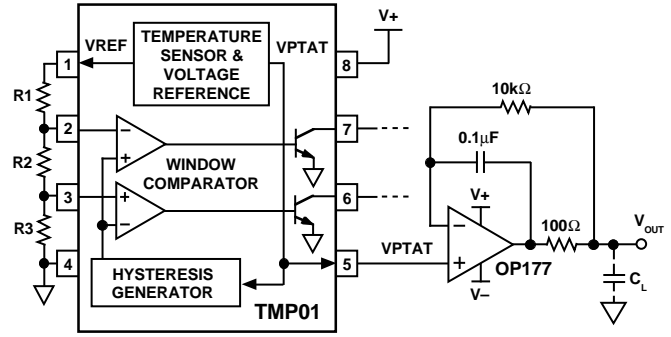 V+
TEMPERATURE
SENSOR &
VOLTAGE
REFERENCE
VREF
VPTAT
1
8
R1
10kΩ
2
7
0.1μF
R2
WINDOW
COMPARATOR
3
6
V+
R3
100Ω
VOUT
VPTAT
4
5
OP177
HYSTERESIS
GENERATOR
V–
CL
TMP01
− + + − − +